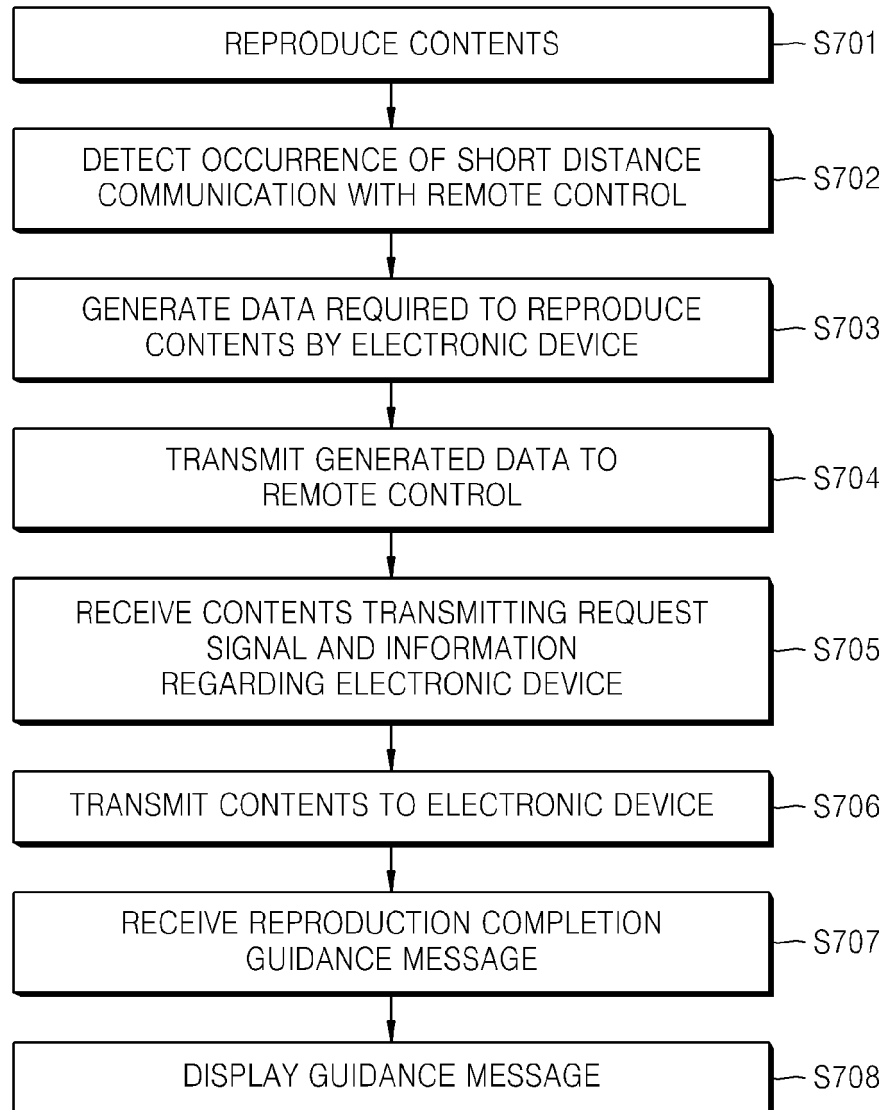 REPRODUCE CONTENTS
S701
DETECT OCCURRENCE OF SHORT DISTANCE
COMMUNICATION WITH REMOTE CONTROL
S702
GENERATE DATA REQUIRED TO REPRODUCE
CONTENTS BY ELECTRONIC DEVICE
S703
TRANSMIT GENERATED DATA TO
REMOTE CONTROL
S704
RECEIVE CONTENTS TRANSMITTING REQUEST
SIGNAL AND INFORMATION
REGARDING ELECTRONIC DEVICE
S705
TRANSMIT CONTENTS TO ELECTRONIC DEVICE
S706
RECEIVE REPRODUCTION COMPLETION
GUIDANCE MESSAGE
S707
DISPLAY GUIDANCE MESSAGE
S708